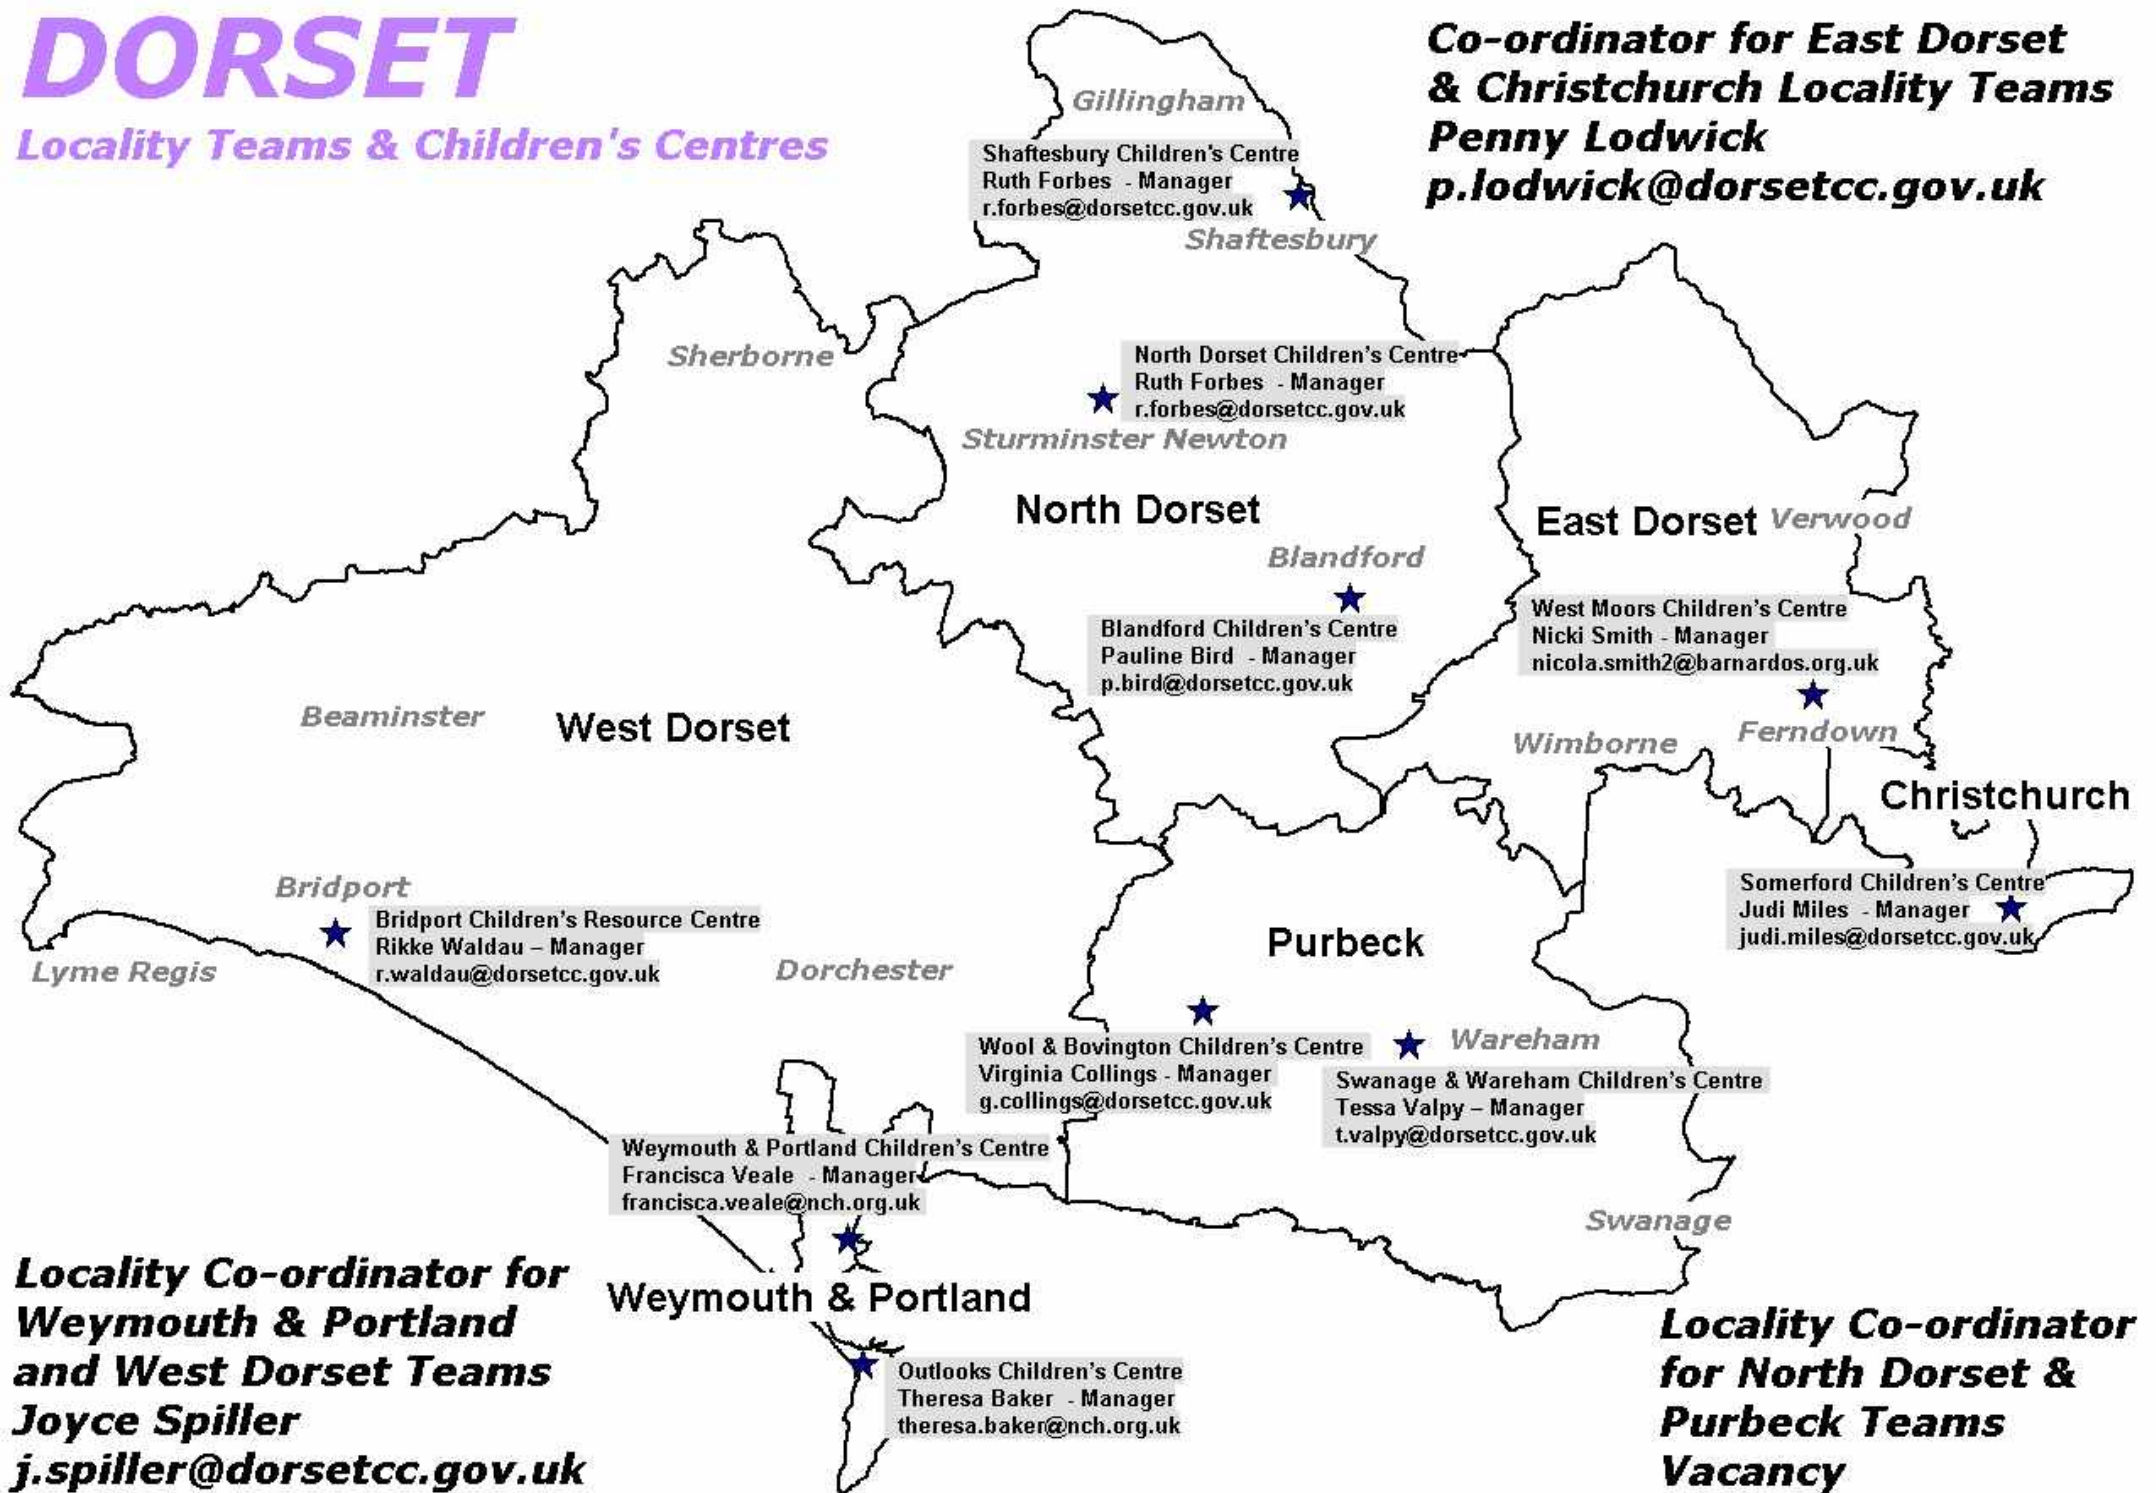 DORSET
Locality Teams & Children's Centres
Co-ordinator for East Dorset
& Christchurch Locality Teams
Penny Lodwick
p.lodwick@dorsetcc.gov.uk
Gillingham
Shaftesbury Children's Centre
Ruth Forbes - Manager
r.forbes@dorsetcc.gov.uk
Shaftesbury
Sherborne
North Dorset Children's Centre
Ruth Forbes - Manager
r.forbes@dorsetcc.gov.uk
Sturminster Newton
North Dorset
East Dorset
Verwood
Blandford
Blandford Children's Centre
Pauline Bird - Manager
p.bird@dorsetcc.gov.uk
West Moors Children's Centre
Nicki Smith - Manager
nicola.smith2@barnardos.org.uk
Beaminster
West Dorset
Wimborne
Ferndown
Christchurch
Bridport
Bridport Children's Resource Centre
Rikke Waldau – Manager
r.waldau@dorsetcc.gov.uk
Lyme Regis
Dorchester
Purbeck
Somerford Children's Centre
Judi Miles - Manager
judi.miles@dorsetcc.gov.uk
Wool & Bovington Children's Centre
Virginia Collings - Manager
g.collings@dorsetcc.gov.uk
Wareham
Swanage & Wareham Children's Centre
Tessa Valpy – Manager
t.valpy@dorsetcc.gov.uk
Weymouth & Portland Children's Centre
Francisca Veale - Manager
francisca.veale@nch.org.uk
Swanage
Weymouth & Portland
Outlooks Children's Centre
Theresa Baker - Manager
theresa.baker@nch.org.uk
Locality Co-ordinator for
Weymouth & Portland
and West Dorset Teams
Joyce Spiller
j.spiller@dorsetcc.gov.uk
Locality Co-ordinator
for North Dorset &
Purbeck Teams
Vacancy